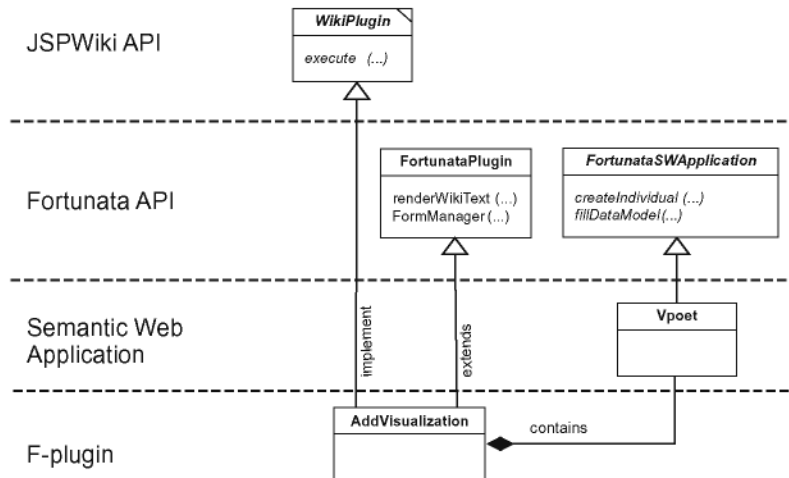 WikiPlugin
JSPWiki API
execute (...)
FortunataPlugin
FortunataSWApplication
Fortunata API
renderWikiText (...)
FormManager(...)
createIndividual (...)
fillDataModel(...)
Semantic Web
Application
implement
extends
Vpoet
AddVisualization
contains
F-plugin